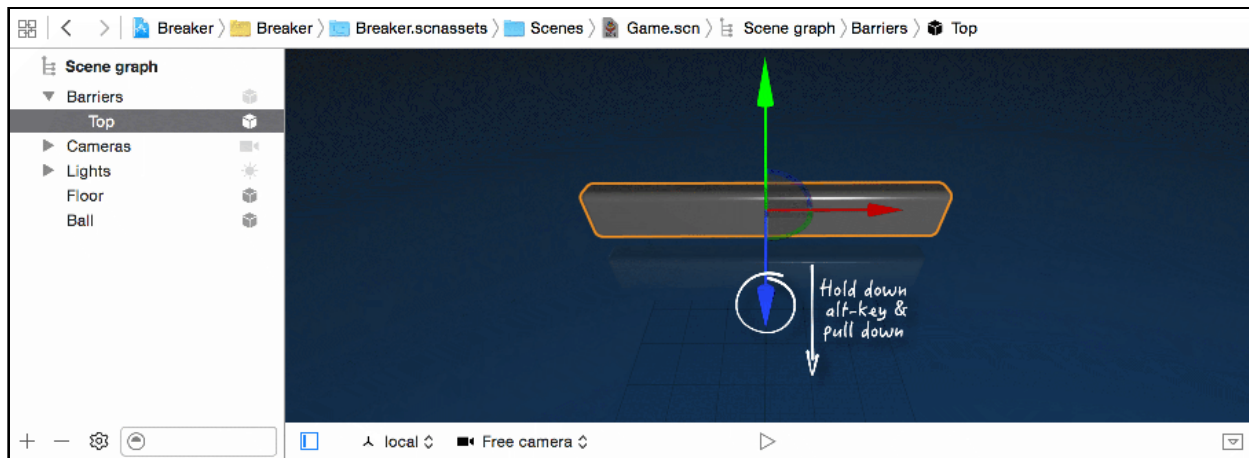 Breaker Breaker Breaker.scnassets Scenes Game.scn Scene graph Barriers Top
Scene graph
Barriers
Top
Cameras
Lights
Floor
Ball
Hold down
alt-key &
pull down
local Free camera